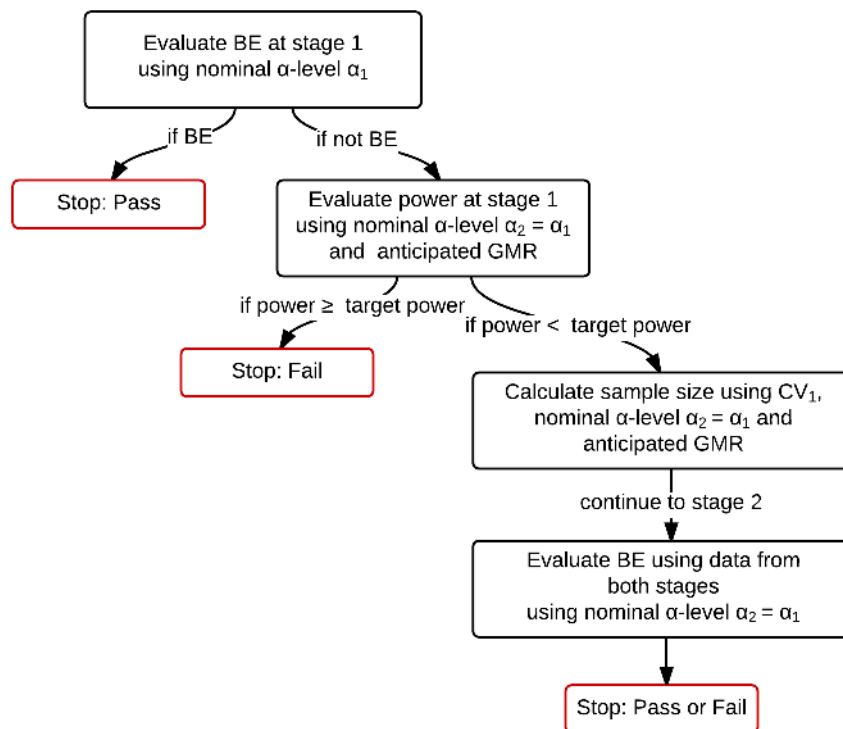 Evaluate BE at stage 1
using nominal α-level α₁
if BE
if not BE
Stop: Pass
Evaluate power at stage 1
using nominal α-level α₂ = α₁
and anticipated GMR
if power ≥ target power
if power < target power
Stop: Fail
Calculate sample size using CV₁,
nominal α-level α₂ = α₁ and
anticipated GMR
continue to stage 2
Evaluate BE using data from
both stages
using nominal α-level α₂ = α₁
Stop: Pass or Fail